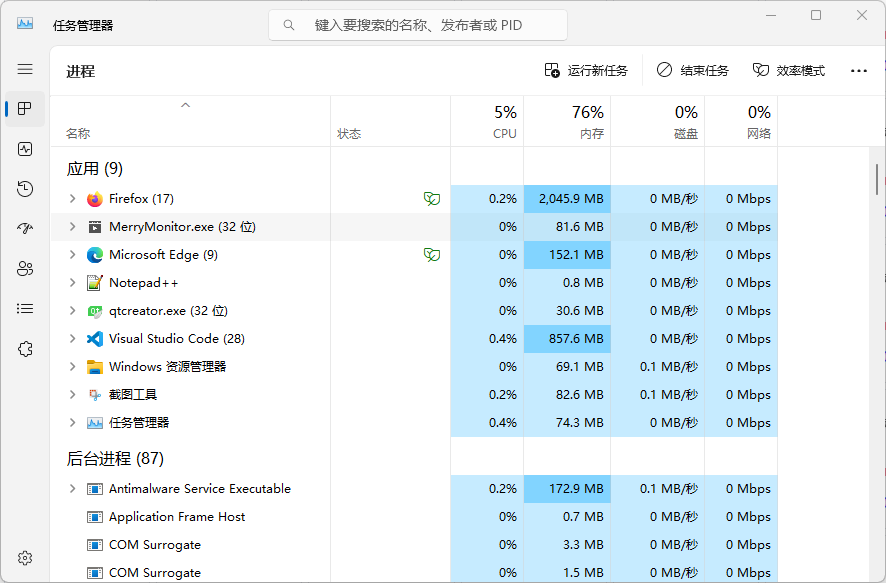 任务管理器
键入要搜索的名称、发布者或 PID
进程
运行新任务
结束任务
效率模式
5% 76% 0% 0%
名称 状态 CPU 内存 磁盘 网络
应用 (9)
Firefox (17) 0.2% 2,045.9 MB 0 MB/秒 0 Mbps
MerryMonitor.exe (32 位) 0% 81.6 MB 0 MB/秒 0 Mbps
Microsoft Edge (9) 0% 152.1 MB 0 MB/秒 0 Mbps
Notepad++ 0% 0.8 MB 0 MB/秒 0 Mbps
qtcreator.exe (32 位) 0% 30.6 MB 0 MB/秒 0 Mbps
Visual Studio Code (28) 0.4% 857.6 MB 0 MB/秒 0 Mbps
Windows 资源管理器 0% 69.1 MB 0.1 MB/秒 0 Mbps
截图工具 0.2% 82.6 MB 0.1 MB/秒 0 Mbps
任务管理器 0.4% 74.3 MB 0 MB/秒 0 Mbps
后台进程 (87)
Antimalware Service Executable 0.2% 172.9 MB 0.1 MB/秒 0 Mbps
Application Frame Host 0% 0.7 MB 0 MB/秒 0 Mbps
COM Surrogate 0% 3.3 MB 0 MB/秒 0 Mbps
COM Surrogate 0% 1.5 MB 0 MB/秒 0 Mbps